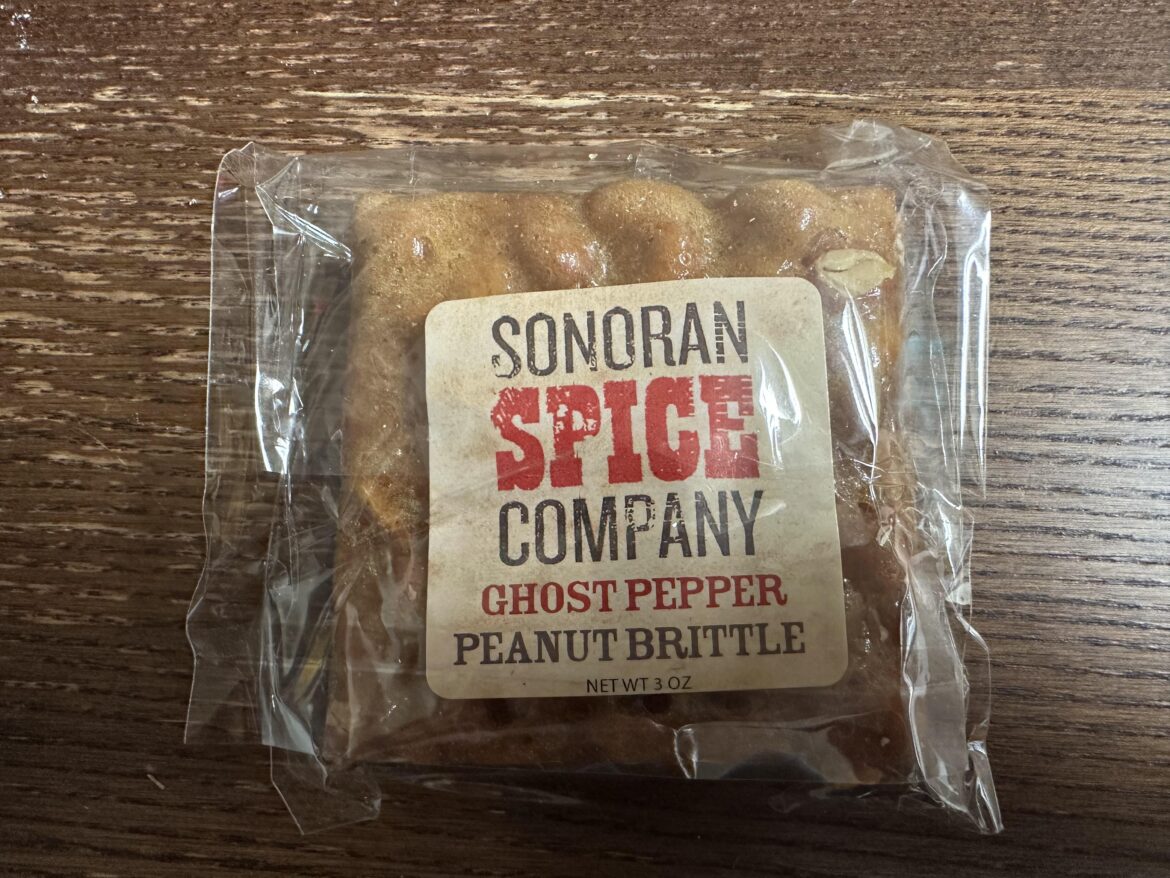 SONORAN
SPICE
COMPANY
GHOST PEPPER
PEANUT BRITTLE
NET WT 3 OZ